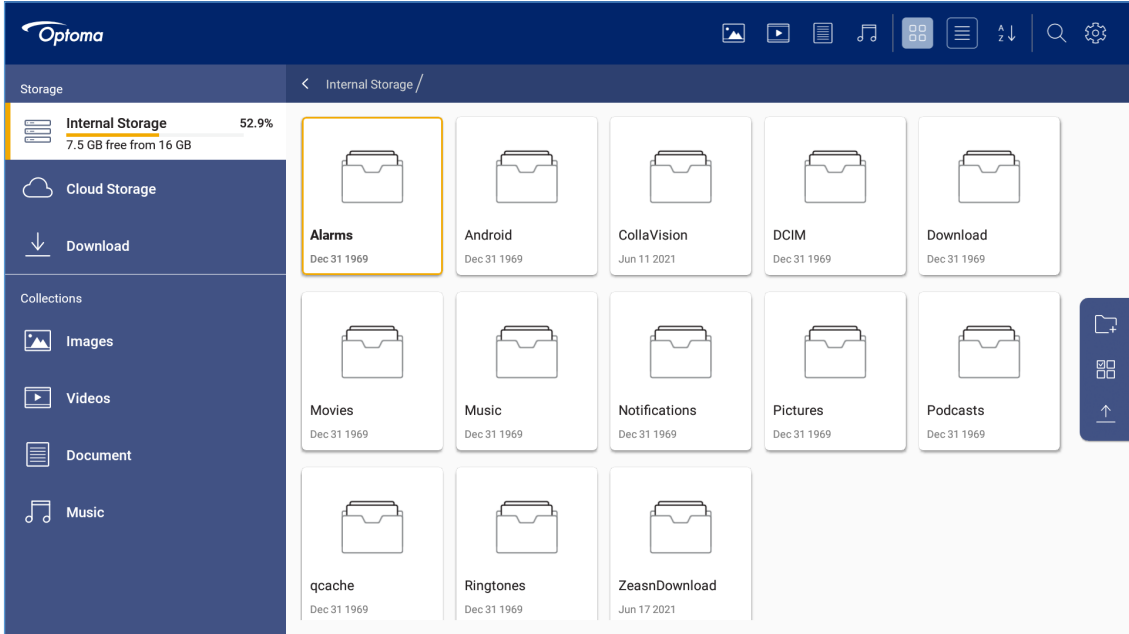 Optoma
A
Z
Storage
Internal Storage /
Internal Storage 52.9%
7.5 GB free from 16 GB
Cloud Storage
Download
Collections
Images
Videos
Document
Music
Alarms
Dec 31 1969
Android
Dec 31 1969
CollaVision
Jun 11 2021
DCIM
Dec 31 1969
Download
Dec 31 1969
Movies
Dec 31 1969
Music
Dec 31 1969
Notifications
Dec 31 1969
Pictures
Dec 31 1969
Podcasts
Dec 31 1969
qcache
Dec 31 1969
Ringtones
Dec 31 1969
ZeasnDownload
Jun 17 2021